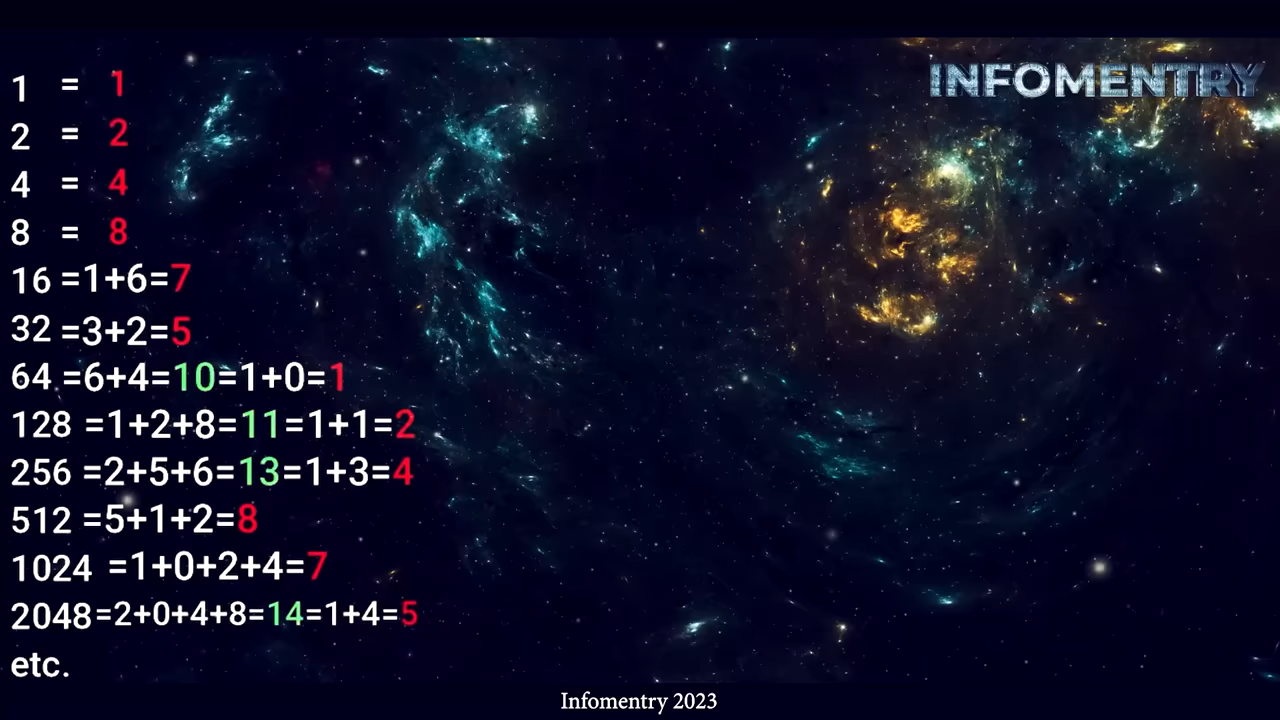 INFOMENTRY
1 = 1
2 = 2
4 = 4
8 = 8
16 =1+6=7
32 =3+2=5
64 =6+4=10=1+0=1
128 =1+2+8=11=1+1=2
256 =2+5+6=13=1+3=4
512 =5+1+2=8
1024 =1+0+2+4=7
2048=2+0+4+8=14=1+4=5
etc.
Infomentry 2023